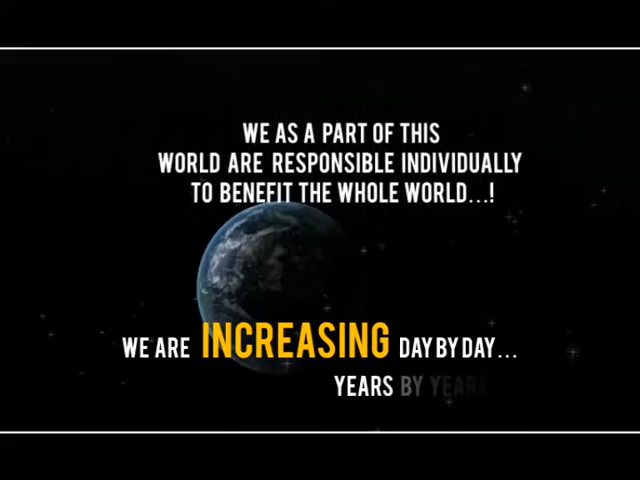 WE AS A PART OF THIS
WORLD ARE RESPONSIBLE INDIVIDUALLY
TO BENEFIT THE WHOLE WORLD...!
WE ARE INCREASING DAY BY DAY...
YEARS BY YEARS